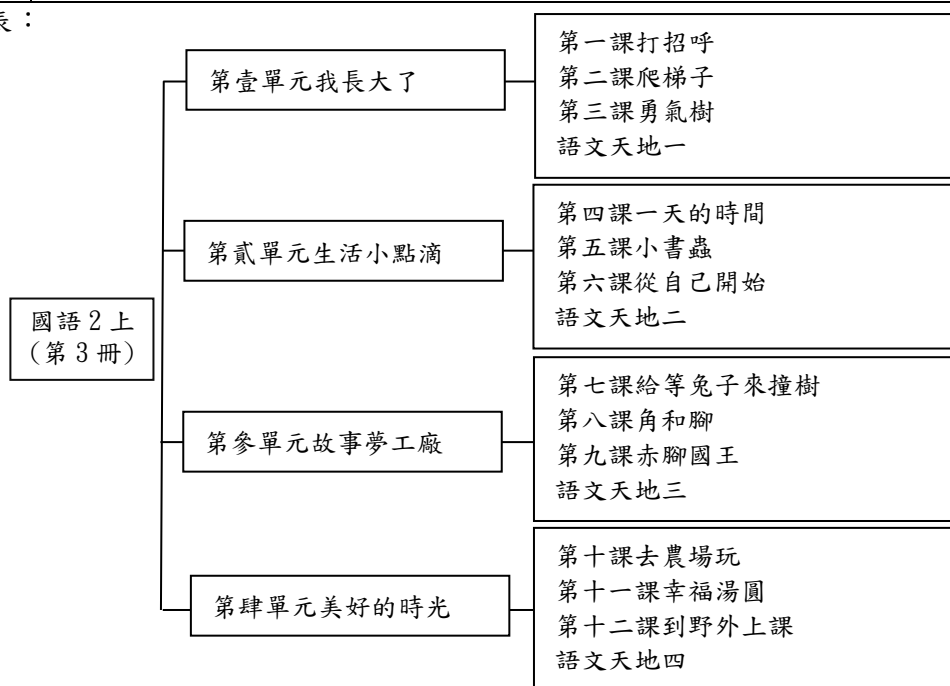 長：
第壹單元我長大了
第一課打招呼
第二課爬梯子
第三課勇氣樹
語文天地一
第貳單元生活小點滴
第四課一天的時間
第五課小書蟲
第六課從自己開始
語文天地二
國語2上
（第3冊）
第參單元故事夢工廠
第七課給等兔子來撞樹
第八課角和腳
第九課赤腳國王
語文天地三
第肆單元美好的時光
第十課去農場玩
第十一課幸福湯圓
第十二課到野外上課
語文天地四